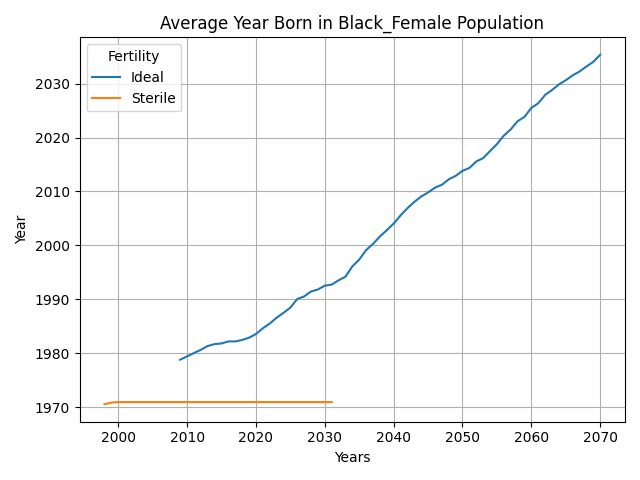 Average Year Born in Black_Female Population
Fertility
Ideal
Sterile
Year
2030
2020
2010
2000
1990
1980
1970
2000 2010 2020 2030 2040 2050 2060 2070
Years